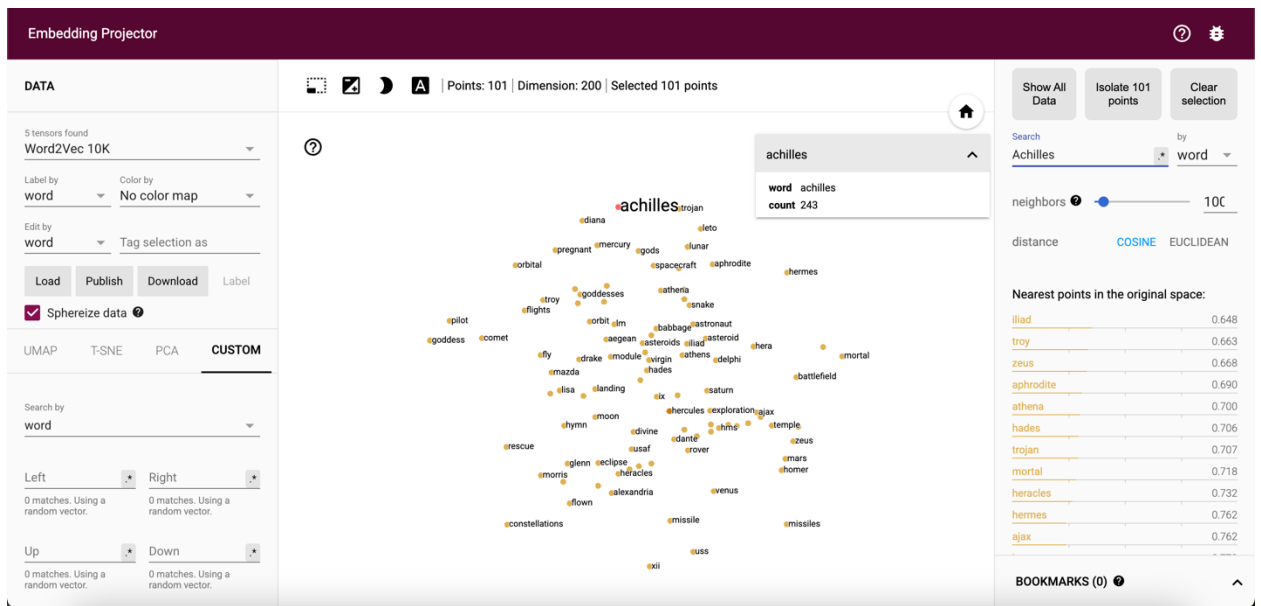 Embedding Projector
DATA
5 tensors found
Word2Vec 10K
Label by
Color by
word
No color map
Edit by
word
Tag selection as
Load
Publish
Download
Label
Sphereize data
UMAP
T-SNE
PCA
CUSTOM
Search by
word
Left
.*
Right
.*
0 matches. Using a
random vector.
0 matches. Using a
random vector.
Up
.*
Down
.*
0 matches. Using a
random vector.
0 matches. Using a
random vector.
A
Points: 101 | Dimension: 200 | Selected 101 points
achilles
word achilles
count 243
achilles
trojan
diana
leto
pregnant
mercury
gods
lunar
orbital
spacecraft
aphrodite
hermes
troy
goddesses
athena
flights
snake
pilot
orbit
lm
babbage
astronaut
goddess
comet
aegean
asteroids
iliad
asteroid
hera
fly
drake
module
virgin
athens
delphi
mortal
mazda
hades
battlefield
lisa
landing
ix
saturn
moon
hercules
exploration
ajax
hymn
divine
dante
hms
temple
rescue
usaf
rover
zeus
glenn
eclipse
mars
morris
heracles
homer
alexandria
venus
flown
constellations
missile
missiles
uss
xii
Show All
Data
Isolate 101
points
Clear
selection
Search
by
Achilles
.*
word
neighbors
distance
COSINE
EUCLIDEAN
Nearest points in the original space:
iliad 0.648
troy 0.663
zeus 0.668
aphrodite 0.690
athena 0.700
hades 0.706
trojan 0.707
mortal 0.718
heracles 0.732
hermes 0.762
ajax 0.762
BOOKMARKS (0)